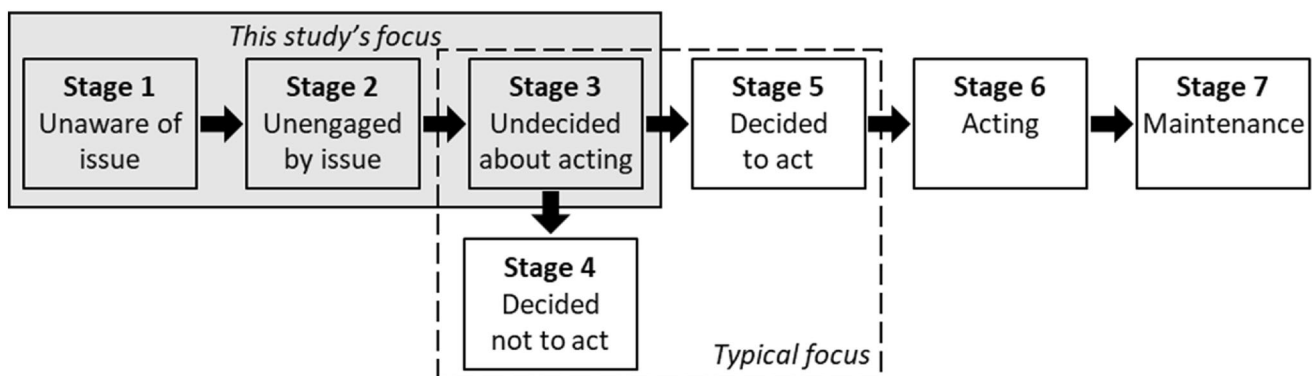 This study's focus
Stage 1
Unaware of
issue
Stage 2
Unengaged
by issue
Stage 3
Undecided
about acting
Stage 5
Decided
to act
Stage 6
Acting
Stage 7
Maintenance
Stage 4
Decided
not to act
Typical focus